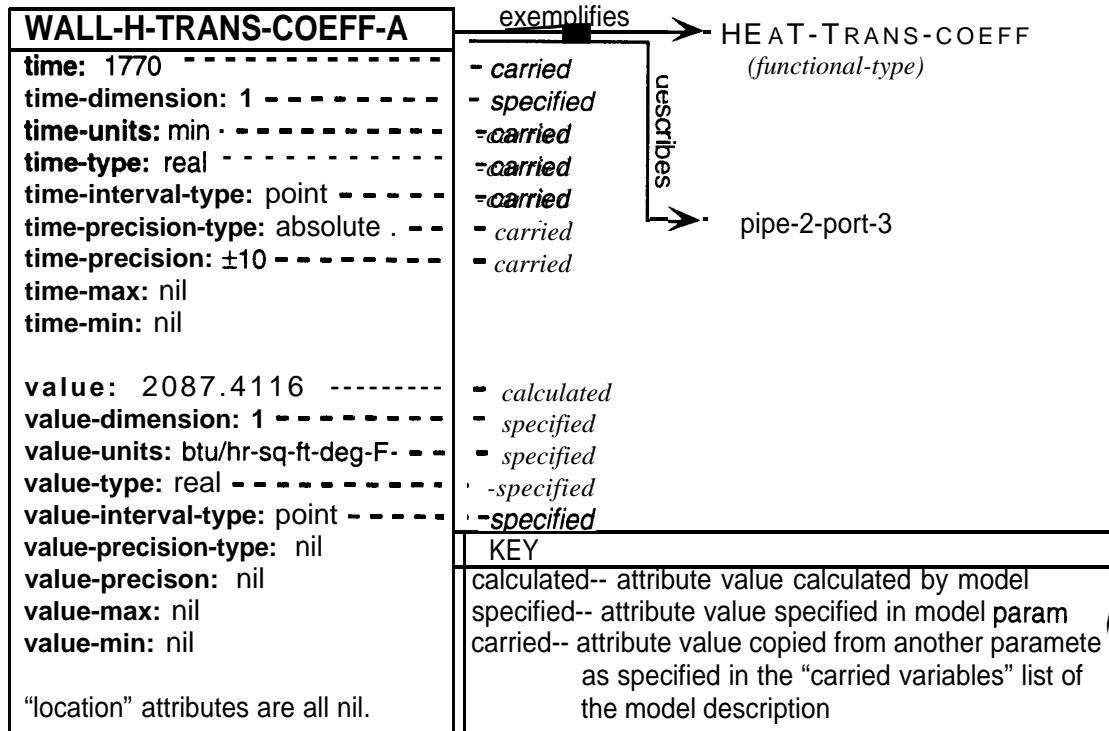 WALL-H-TRANS-COEFF-A
exemplifies
HEAT-TRANS-COEFF
(functional-type)
describes
pipe-2-port-3
time: 1770 - carried
time-dimension: 1 - specified
time-units: min - carried
time-type: real - carried
time-interval-type: point - carried
time-precision-type: absolute . - carried
time-precision: ±10 - carried
time-max: nil
time-min: nil
value: 2087.4116 - calculated
value-dimension: 1 - specified
value-units: btu/hr-sq-ft-deg-F - specified
value-type: real - specified
value-interval-type: point - specified
value-precision-type: nil
value-precison: nil
value-max: nil
value-min: nil
"location" attributes are all nil.
KEY
calculated-- attribute value calculated by model
specified-- attribute value specified in model param
carried-- attribute value copied from another paramete
as specified in the "carried variables" list of
the model description